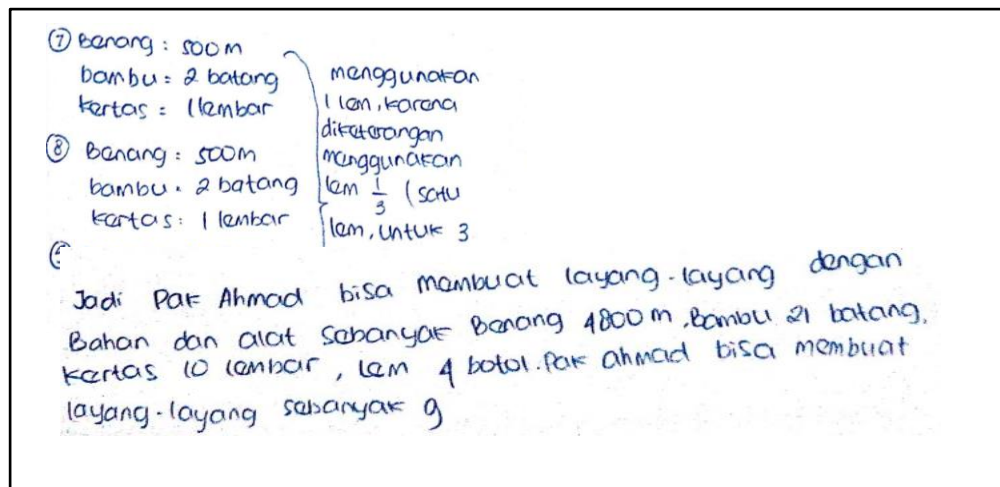 ⑦ Benang : 500m
bambu = 2 batang
kertas = 1 lembar
⑧ Benang : 500m
bambu . 2 batang
kertas : 1 lembar
menggunakan
1 lem, karena
diketerangan
menggunakan
lem 1/3 (satu
lem, untuk 3
Jadi Pak Ahmad bisa membuat layang-layang dengan
Bahan dan alat sebanyak Benang 4800 m, Bambu 21 batang,
kertas 10 lembar, lem 4 botol. Pak ahmad bisa membuat
layang-layang sebanyak 9